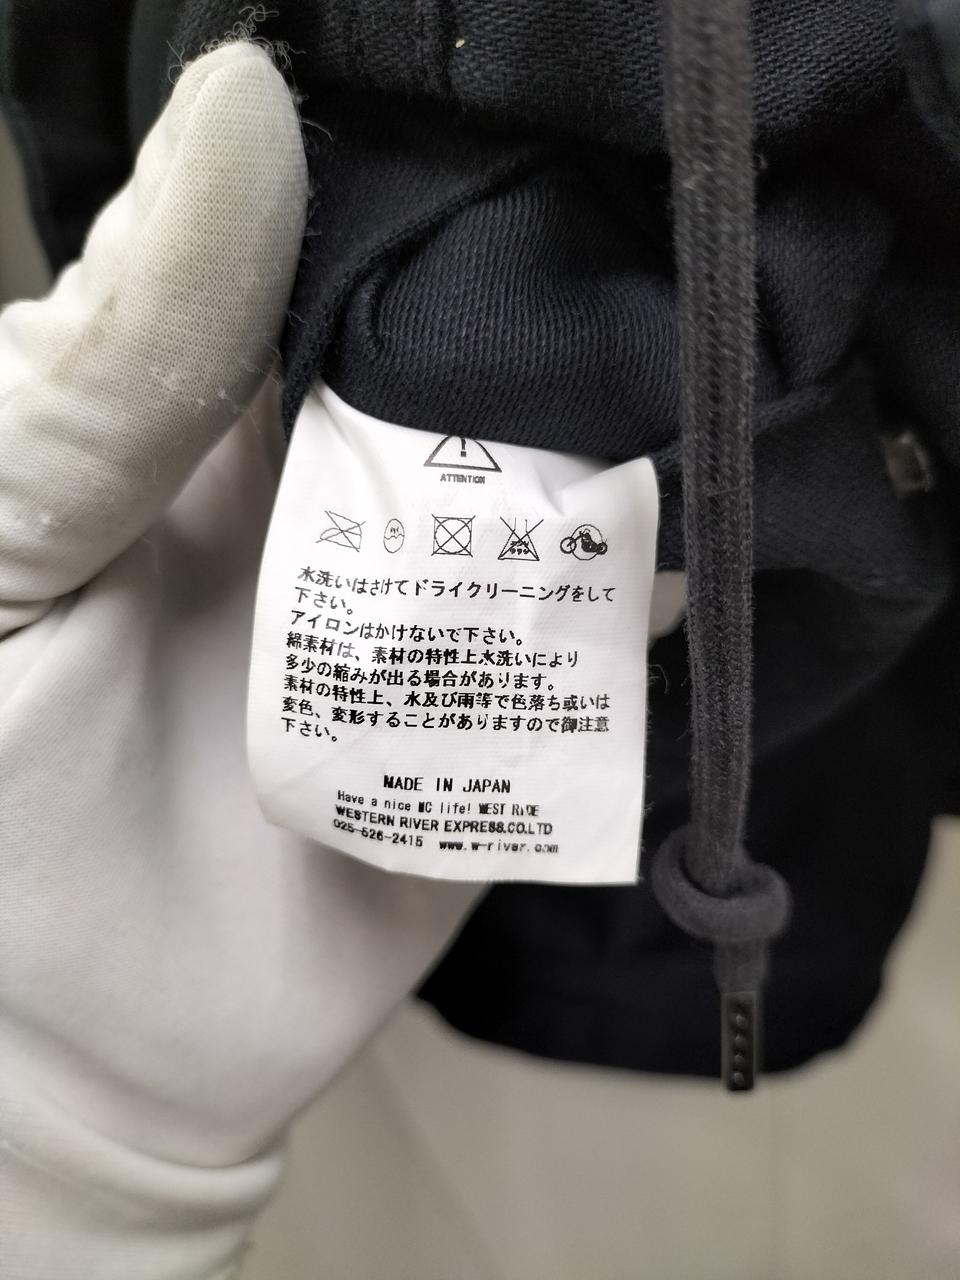 !
ATTENTION
水洗いはさけてドライクリーニングをして
下さい。
アイロンはかけないで下さい。
綿素材は、素材の特性上水洗いにより
多少の縮みが出る場合があります。
素材の特性上、水及び雨等で色落ち或いは
変色、変形することがありますので御注意
下さい。
MADE IN JAPAN
Have a nice MC life! WEST RIDE
WESTERN RIVER EXPRESS.CO.LTD
025-526-2415 www.w-river.com